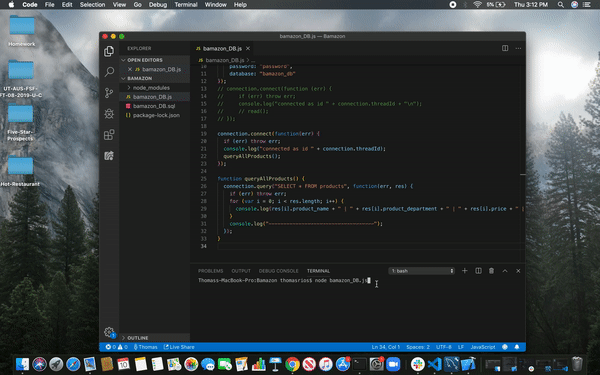 Code File Edit Selection View Go Debug Terminal Window Help
9% Thu 3:12 PM
bamazon_DB.js — Bamazon
EXPLORER
OPEN EDITORS
bamazon_DB.js
BAMAZON
node_modules
bamazon_DB.js
bamazon_DB.sql
package-lock.json
OUTLINE
bamazon_DB.js
bamazon_DB.js > ...
10 password: "password",
11 database: "bamazon_db"
12 });
13 // connection.connect(function (err) {
14 // if (err) throw err;
15 // console.log("connected as id " + connection.threadId + "\n");
16 // read();
17 // });
18
19 connection.connect(function(err) {
20 if (err) throw err;
21 console.log("connected as id " + connection.threadId);
22 queryAllProducts();
23 });
24
25 function queryAllProducts() {
26 connection.query("SELECT * FROM products", function(err, res) {
27 if (err) throw err;
28 for (var i = 0; i < res.length; i++) {
29 console.log(res[i].product_name + " | " + res[i].product_department + " | " + res[i].price + " |
30 }
31 console.log("-----------------------------------");
32 });
33 }
34
PROBLEMS OUTPUT DEBUG CONSOLE TERMINAL 1: bash
Thomass-MacBook-Pro:Bamazon thomasrios$ node bamazon_DB.js
0 0 Thomas Live Share Ln 34, Col 1 Spaces: 2 UTF-8 LF JavaScript
Homework
UT-AUS-FSF-
FT-08-2019-U-C
Five-Star-
Prospects
Hot-Restaurant